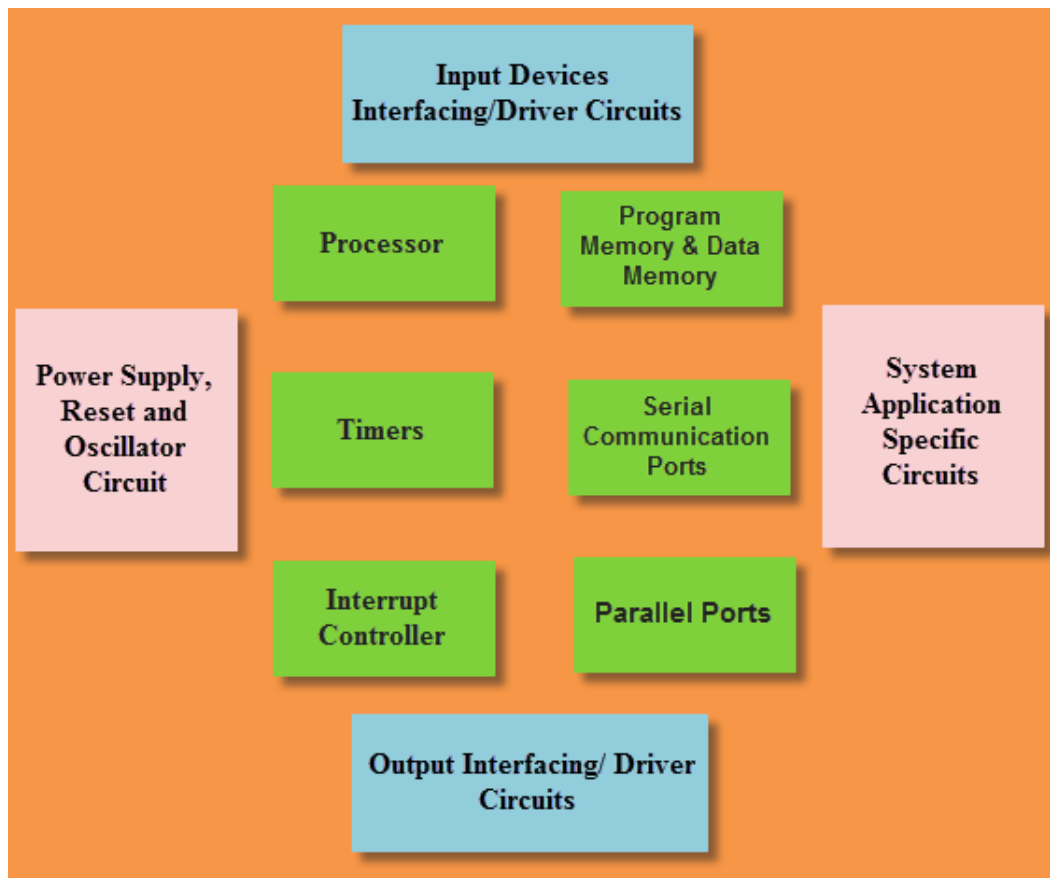 Input Devices
Interfacing/Driver Circuits
Processor
Program
Memory & Data
Memory
Power Supply,
Reset and
Oscillator
Circuit
Timers
Serial
Communication
Ports
System
Application
Specific
Circuits
Interrupt
Controller
Parallel Ports
Output Interfacing/ Driver
Circuits